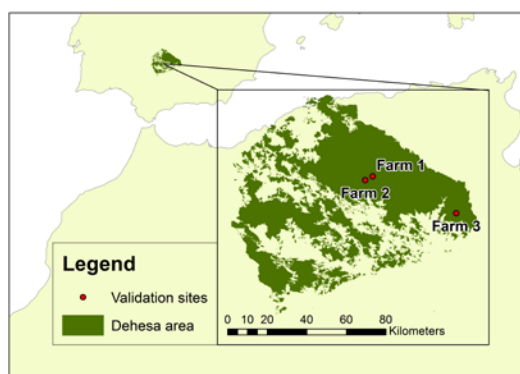 Farm 1
Farm 2
Farm 3
Legend
Validation sites
Dehesa area
0 10 20 40 60 80
Kilometers